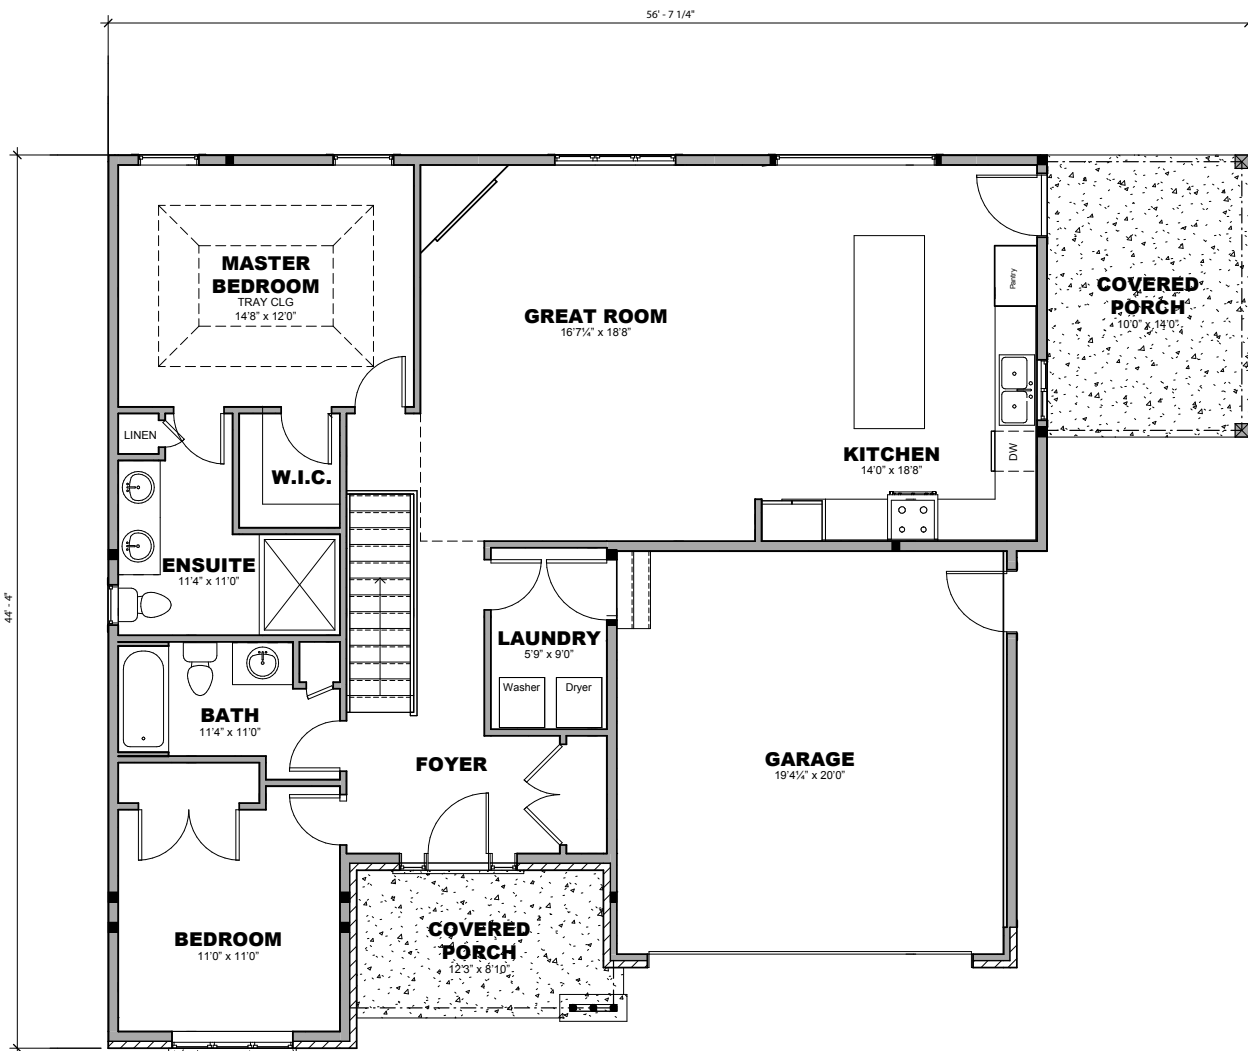 56' - 7 1/4"
44' - 4"
MASTER
BEDROOM
TRAY CLG
14'8" x 12'0"
GREAT ROOM
16'7¼" x 18'8"
Pantry
COVERED
PORCH
10'0" x 14'0"
LINEN
W.I.C.
KITCHEN
14'0" x 18'8"
DW
ENSUITE
11'4" x 11'0"
LAUNDRY
5'9" x 9'0"
Washer
Dryer
BATH
11'4" x 11'0"
FOYER
GARAGE
19'4¼" x 20'0"
BEDROOM
11'0" x 11'0"
COVERED
PORCH
12'3" x 8'10"